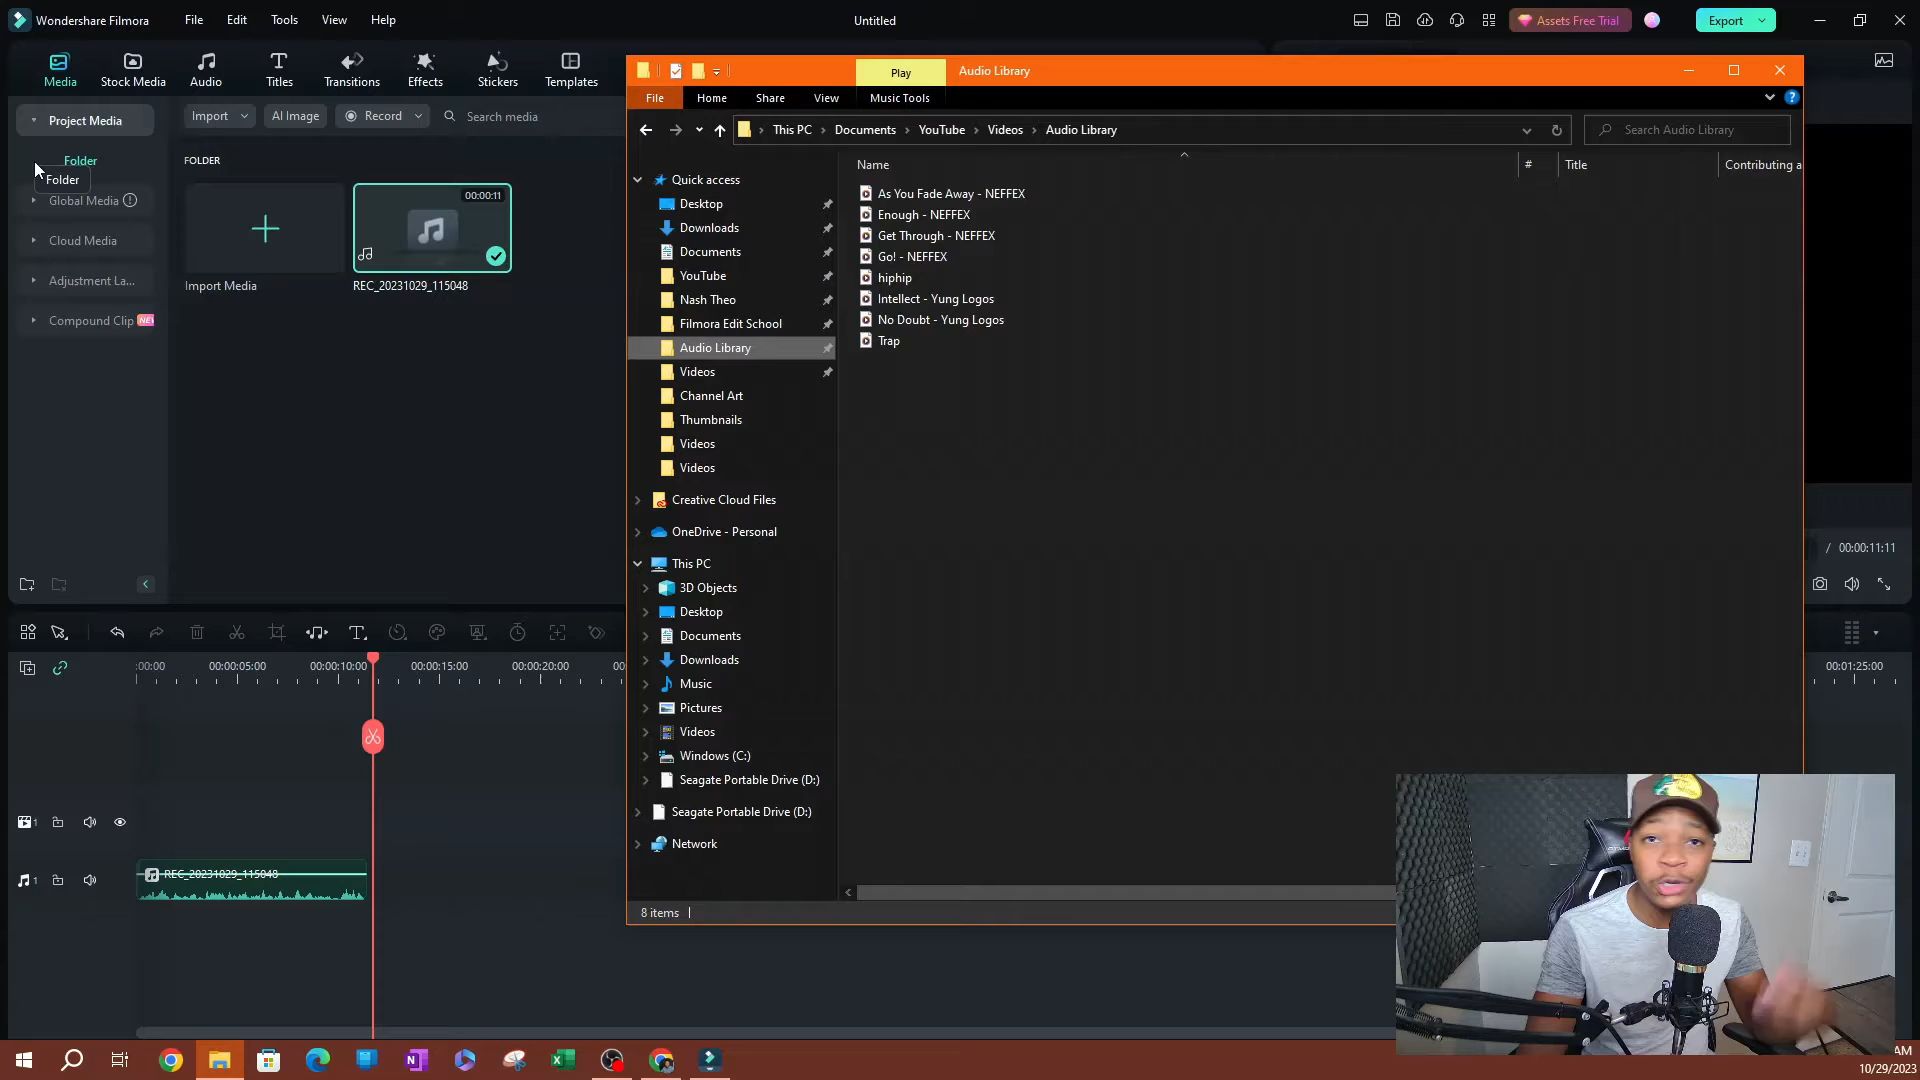 Wondershare Filmora
File
Edit
Tools
View
Help
Untitled
Assets Free Trial
Export
Media
Stock Media
Audio
Titles
Transitions
Effects
Stickers
Templates
Project Media
Folder
Folder
Global Media
Cloud Media
Adjustment La...
Compound Clip
Import
AI Image
Record
Search media
FOLDER
00:00:11
Import Media
REC_20231029_115048
Play
Audio Library
File
Home
Share
View
Music Tools
This PC > Documents > YouTube > Videos > Audio Library
Search Audio Library
Quick access
Desktop
Downloads
Documents
YouTube
Nash Theo
Filmora Edit School
Audio Library
Videos
Channel Art
Thumbnails
Videos
Videos
Creative Cloud Files
OneDrive - Personal
This PC
3D Objects
Desktop
Documents
Downloads
Music
Pictures
Videos
Windows (C:)
Seagate Portable Drive (D:)
Seagate Portable Drive (D:)
Network
Name
#
Title
Contributing a
As You Fade Away - NEFFEX
Enough - NEFFEX
Get Through - NEFFEX
Go! - NEFFEX
hiphip
Intellect - Yung Logos
No Doubt - Yung Logos
Trap
8 items
/ 00:00:11:11
:00:00
00:00:05:00
00:00:10:00
00:00:15:00
00:00:20:00
00
00:01:25:00
1
1
REC_20231029_115048
AM
10/29/2023